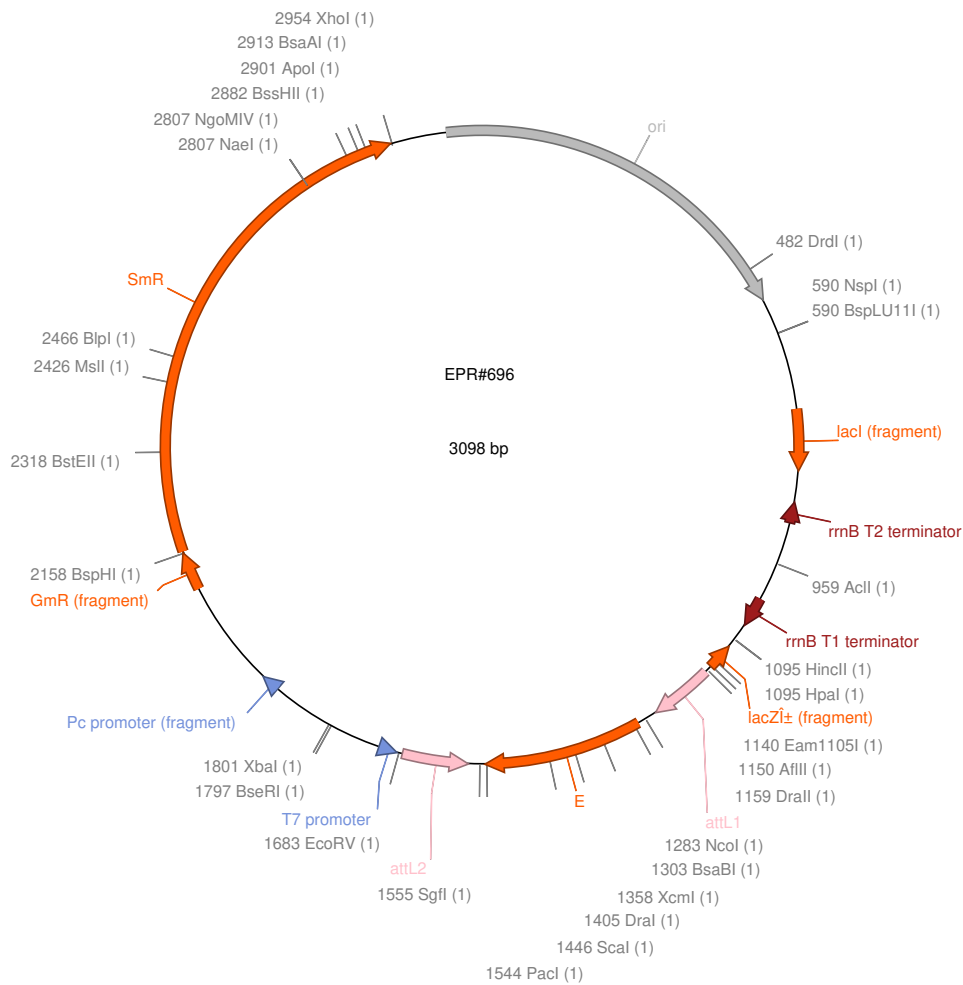 2954 XhoI (1)
2913 BsaAI (1)
2901 ApoI (1)
2882 BssHII (1)
2807 NgoMIV (1)
2807 NaeI (1)
ori
482 DrdI (1)
590 NspI (1)
590 BspLU11I (1)
SmR
2466 BlpI (1)
2426 MslI (1)
EPR#696
3098 bp
lacI (fragment)
2318 BstEII (1)
rrnB T2 terminator
2158 BspHI (1)
959 AclI (1)
GmR (fragment)
rrnB T1 terminator
1095 HincII (1)
1095 HpaI (1)
lacZÎ± (fragment)
Pc promoter (fragment)
1140 Eam1105I (1)
1801 XbaI (1)
1150 AflII (1)
1797 BseRI (1)
1159 DraII (1)
E
T7 promoter
attL1
1683 EcoRV (1)
1283 NcoI (1)
attL2
1303 BsaBI (1)
1555 SgfI (1)
1358 XcmI (1)
1405 DraI (1)
1446 ScaI (1)
1544 PacI (1)